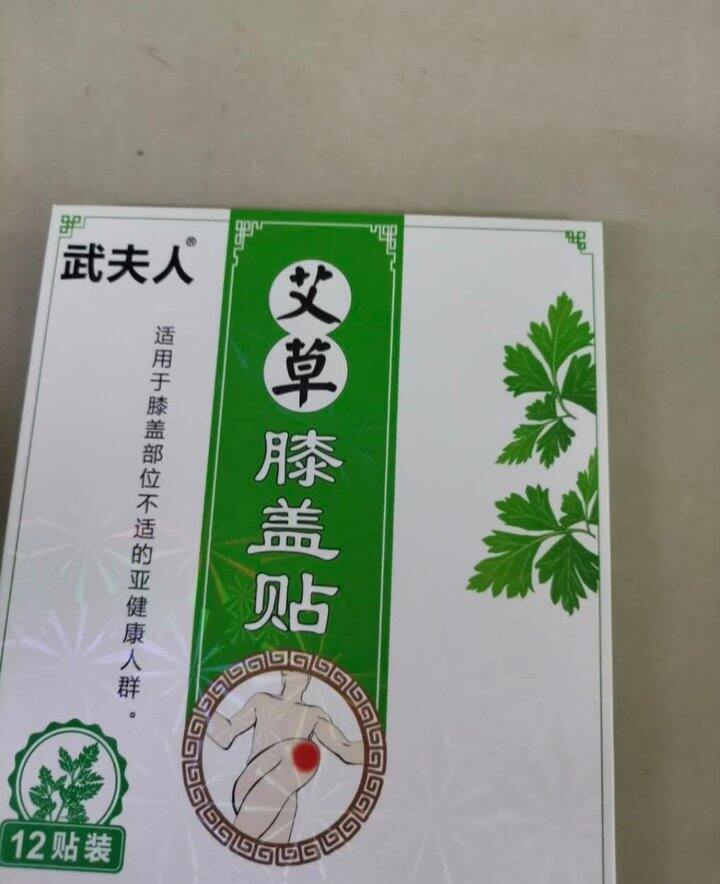 武夫人®
艾草
膝盖贴
适用于膝盖部位不适的亚健康人群。
12贴装